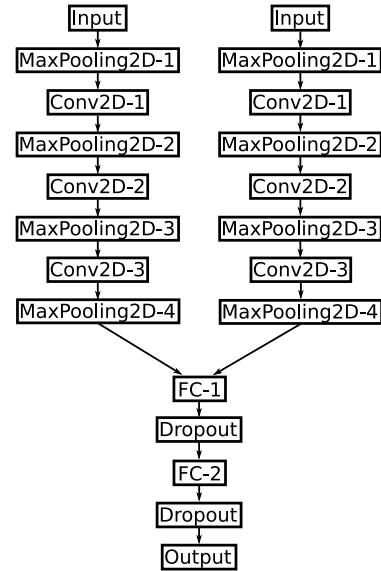 Input Input
MaxPooling2D-1 MaxPooling2D-1
Conv2D-1 Conv2D-1
MaxPooling2D-2 MaxPooling2D-2
Conv2D-2 Conv2D-2
MaxPooling2D-3 MaxPooling2D-3
Conv2D-3 Conv2D-3
MaxPooling2D-4 MaxPooling2D-4
FC-1
Dropout
FC-2
Dropout
Output